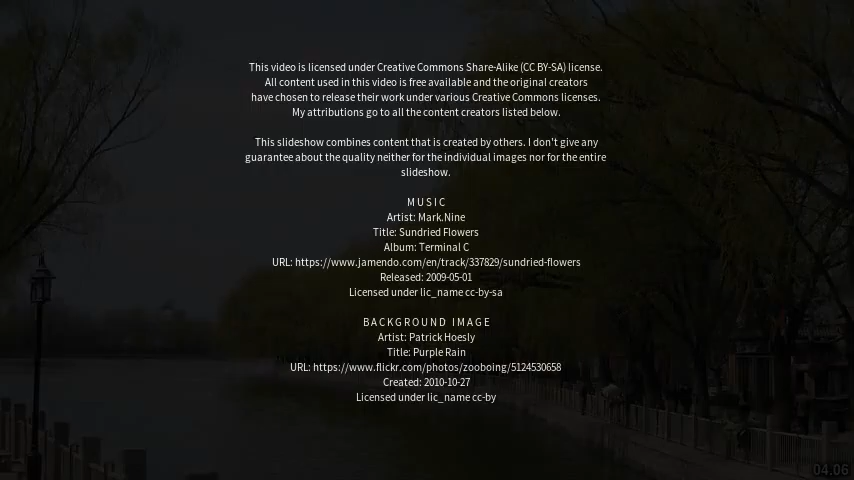 This video is licensed under Creative Commons Share-Alike (CC BY-SA) license.
All content used in this video is free available and the original creators
have chosen to release their work under various Creative Commons licenses.
My attributions go to all the content creators listed below.
This slideshow combines content that is created by others. I don't give any
guarantee about the quality neither for the individual images nor for the entire
slideshow.
MUSIC
Artist: Mark.Nine
Title: Sundried Flowers
Album: Terminal C
URL: https://www.jamendo.com/en/track/337829/sundried-flowers
Released: 2009-05-01
Licensed under lic_name cc-by-sa
BACKGROUND IMAGE
Artist: Patrick Hoesly
Title: Purple Rain
URL: https://www.flickr.com/photos/zooboing/5124530658
Created: 2010-10-27
Licensed under lic_name cc-by
04.06